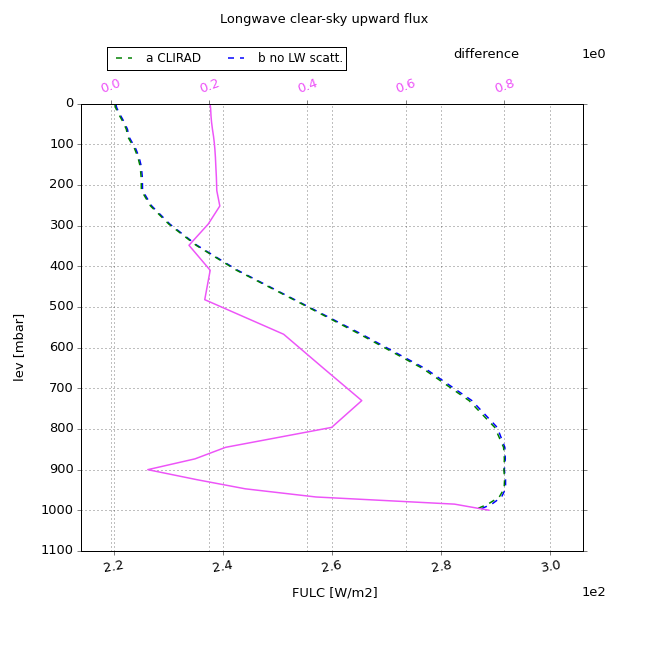 Longwave clear-sky upward flux
a CLIRAD b no LW scatt. difference 1e0
0.0 0.2 0.4 0.6 0.8
0
100
200
300
400
500
600
700
800
900
1000
1100
lev [mbar]
2.2 2.4 2.6 2.8 3.0
FULC [W/m2] 1e2